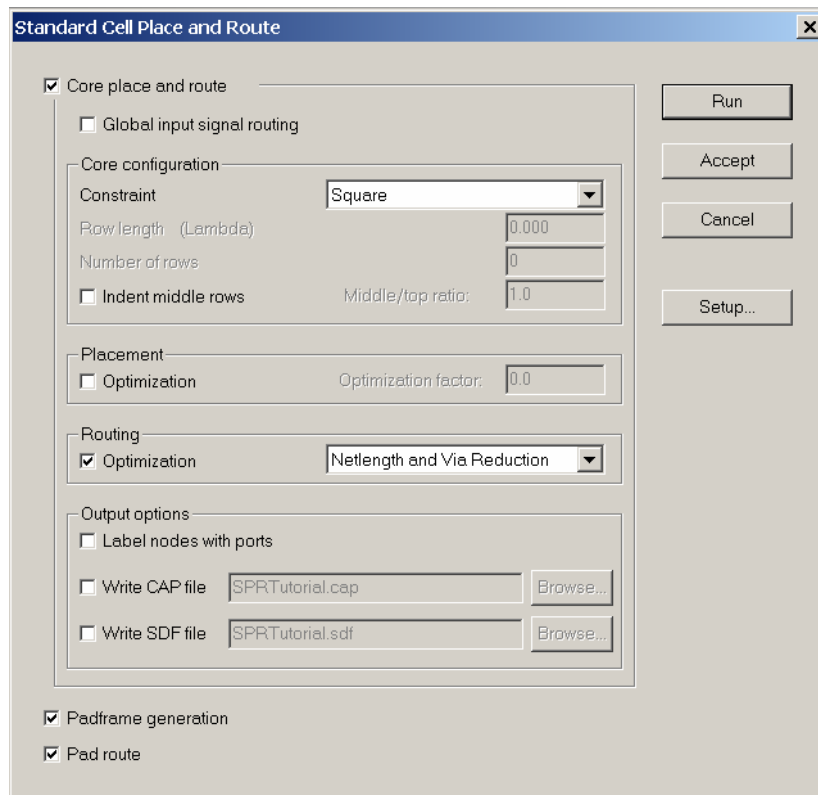 Standard Cell Place and Route
Core place and route
Run
Global input signal routing
Core configuration
Accept
Constraint Square
Row length (Lambda) 0.000
Cancel
Number of rows 0
Indent middle rows Middle/top ratio: 1.0
Setup...
Placement
Optimization Optimization factor: 0.0
Routing
Optimization Netlength and Via Reduction
Output options
Label nodes with ports
Write CAP file SPRTutorial.cap Browse...
Write SDF file SPRTutorial.sdf Browse...
Padframe generation
Pad route